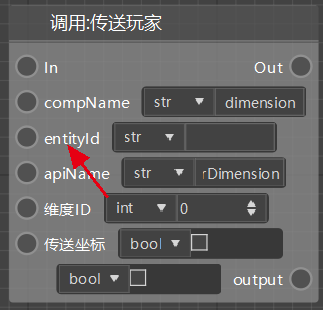 调用:传送玩家
In Out
compName str dimension
entityId str
apiName str rDimension
维度ID int 0
传送坐标 bool
bool output